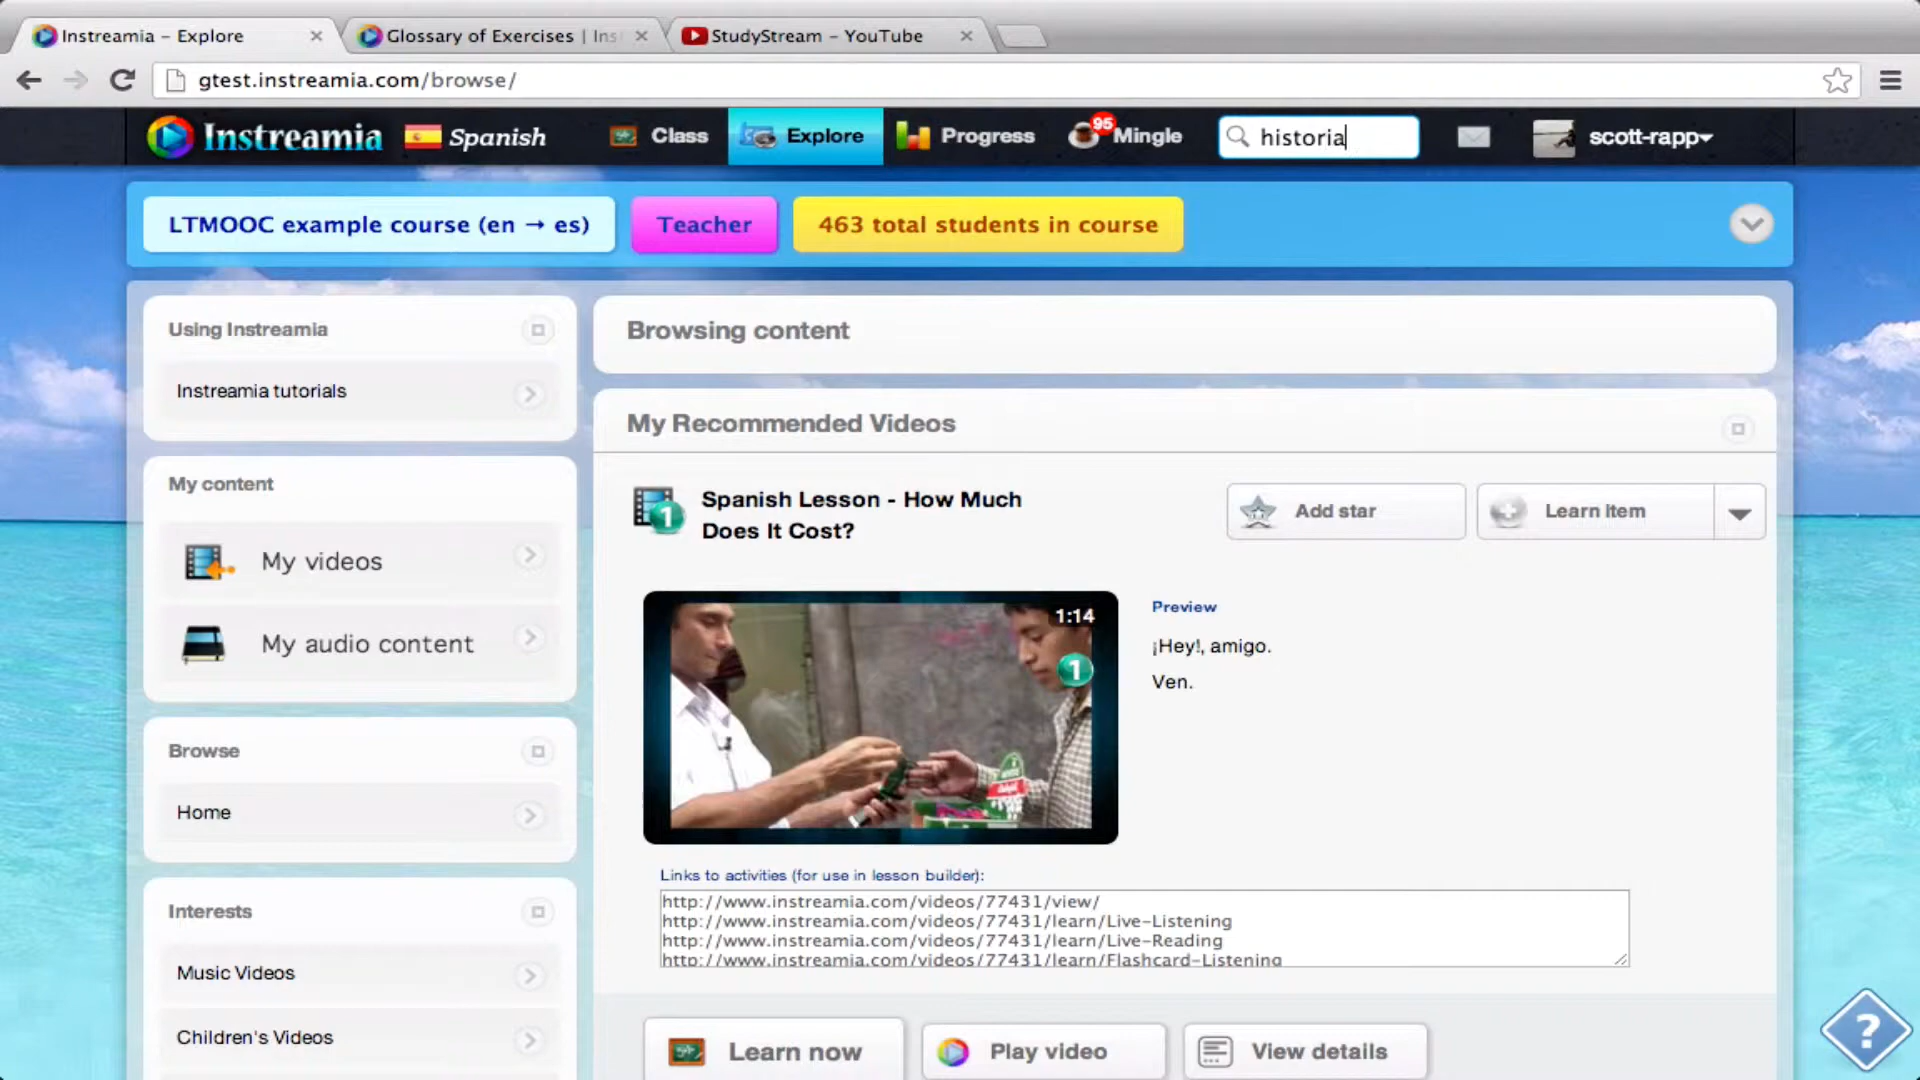 Instreamia – Explore
Glossary of Exercises | Ins
StudyStream – YouTube
gtest.instreamia.com/browse/
Instreamia
Spanish
Class
Explore
Progress
95
Mingle
historia
scott-rapp
LTMOOC example course (en → es)
Teacher
463 total students in course
Using Instreamia
Instreamia tutorials
My content
My videos
My audio content
Browse
Home
Interests
Music Videos
Children's Videos
Browsing content
My Recommended Videos
1
Spanish Lesson - How Much
Does It Cost?
Add star
Learn item
1:14
1
Preview
¡Hey!, amigo.
Ven.
Links to activities (for use in lesson builder):
http://www.instreamia.com/videos/77431/view/
http://www.instreamia.com/videos/77431/learn/Live-Listening
http://www.instreamia.com/videos/77431/learn/Live-Reading
http://www.instreamia.com/videos/77431/learn/Flashcard-Listening
Learn now
Play video
View details
?